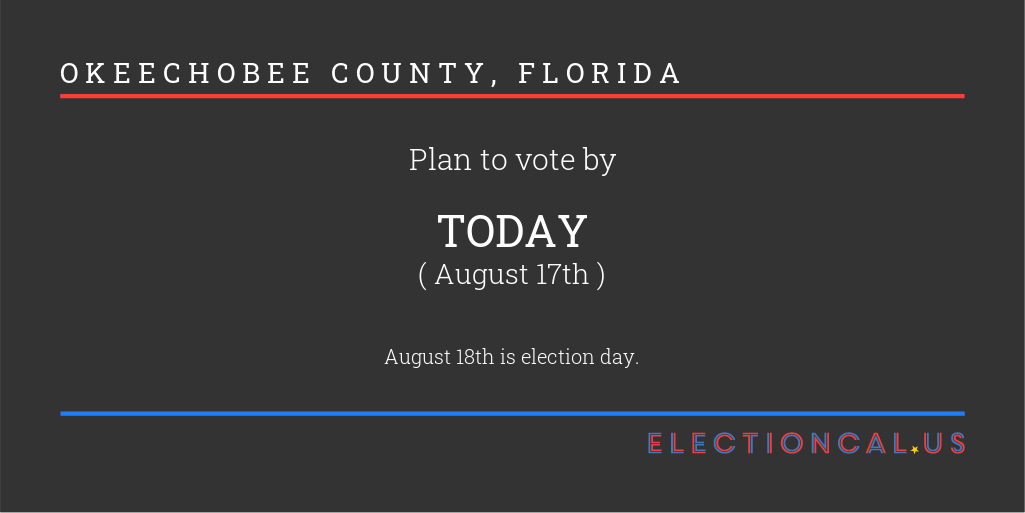 OKEECHOBEE COUNTY, FLORIDA
Plan to vote by
TODAY
( August 17th )
August 18th is election day.
ELECTIONCAL.US